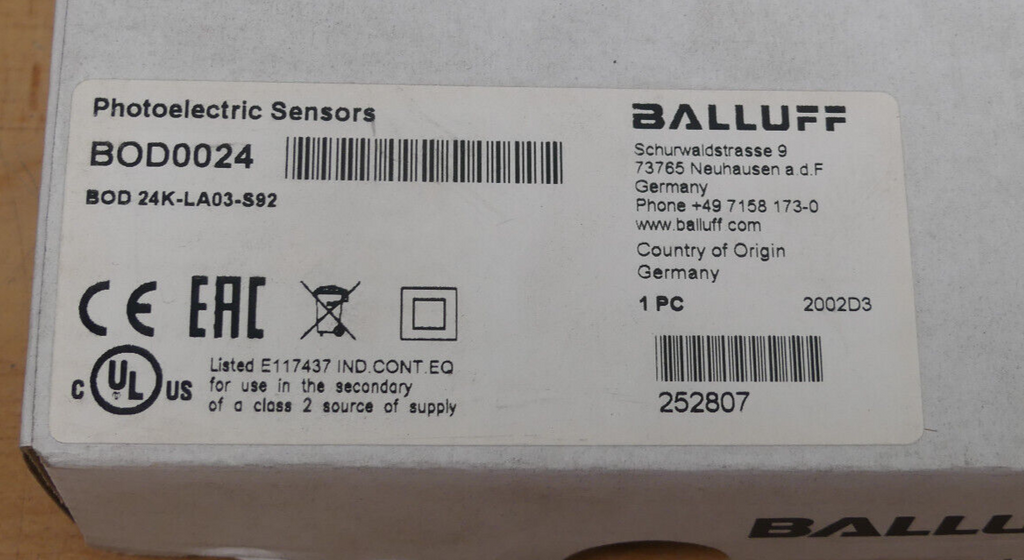 Photoelectric Sensors
BOD0024
BOD 24K-LA03-S92
BALLUFF
Schurwaldstrasse 9
73765 Neuhausen a.d.F
Germany
Phone +49 7158 173-0
www.balluff.com
Country of Origin
Germany
1 PC 2002D3
252807
CE EAC
C UL US
Listed E117437 IND.CONT.EQ
for use in the secondary
of a class 2 source of supply
BALLU